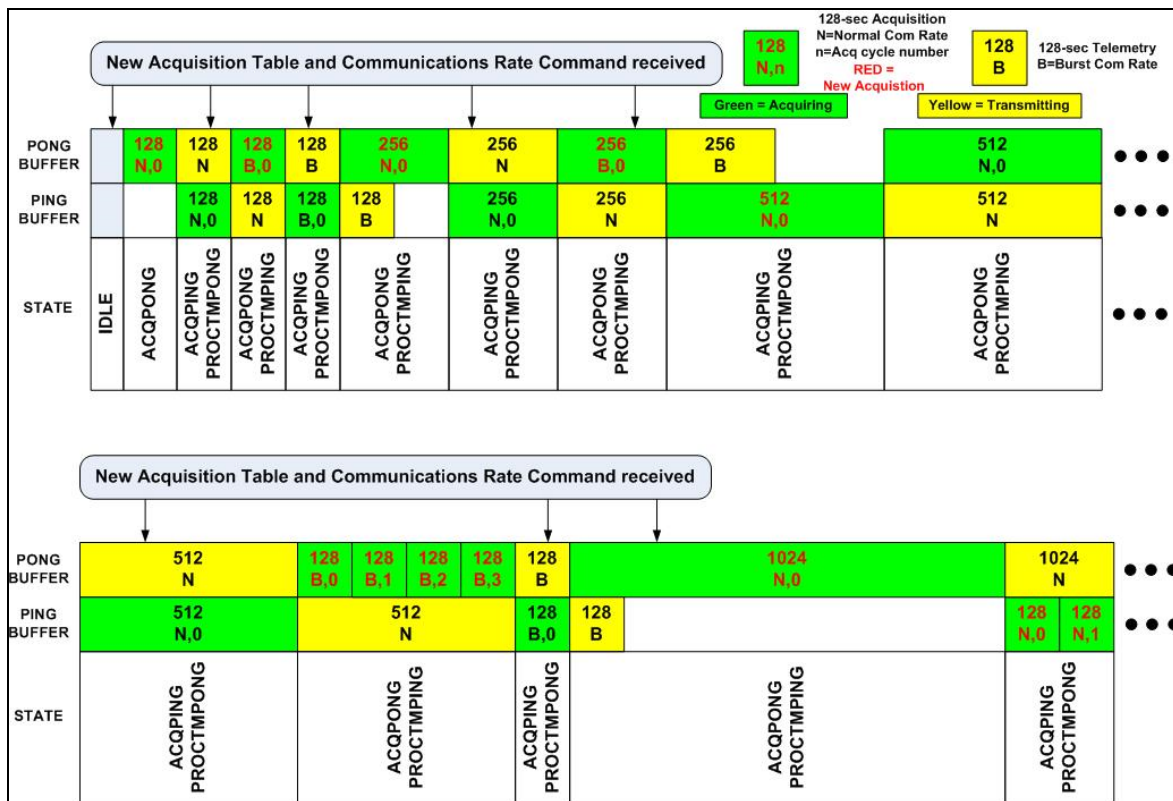 New Acquisition Table and Communications Rate Command received
128
N,n
128-sec Acquisition
N=Normal Com Rate
n=Acq cycle number
RED =
New Acquistion
128
B
128-sec Telemetry
B=Burst Com Rate
Green = Acquiring
Yellow = Transmitting
PONG
BUFFER
128
N,0
128
N
128
B,0
128
B
256
N,0
256
N
256
B,0
256
B
512
N,0
PING
BUFFER
128
N,0
128
N
128
B,0
128
B
256
N,0
256
N
512
N,0
512
N
STATE
IDLE
ACQPONG
ACQPING
PROCTMPONG
ACQPONG
PROCTMPING
ACQPING
PROCTMPONG
ACQPONG
PROCTMPING
ACQPING
PROCTMPONG
ACQPONG
PROCTMPING
ACQPING
PROCTMPONG
ACQPONG
PROCTMPING
New Acquisition Table and Communications Rate Command received
PONG
BUFFER
512
N
128
B,0
128
B,1
128
B,2
128
B,3
128
B
1024
N,0
1024
N
PING
BUFFER
512
N,0
512
N
128
B,0
128
B
128
N,0
128
N,1
STATE
ACQPING
PROCTMPONG
ACQPONG
PROCTMPING
ACQPING
PROCTMPONG
ACQPONG
PROCTMPING
ACQPING
PROCTMPONG